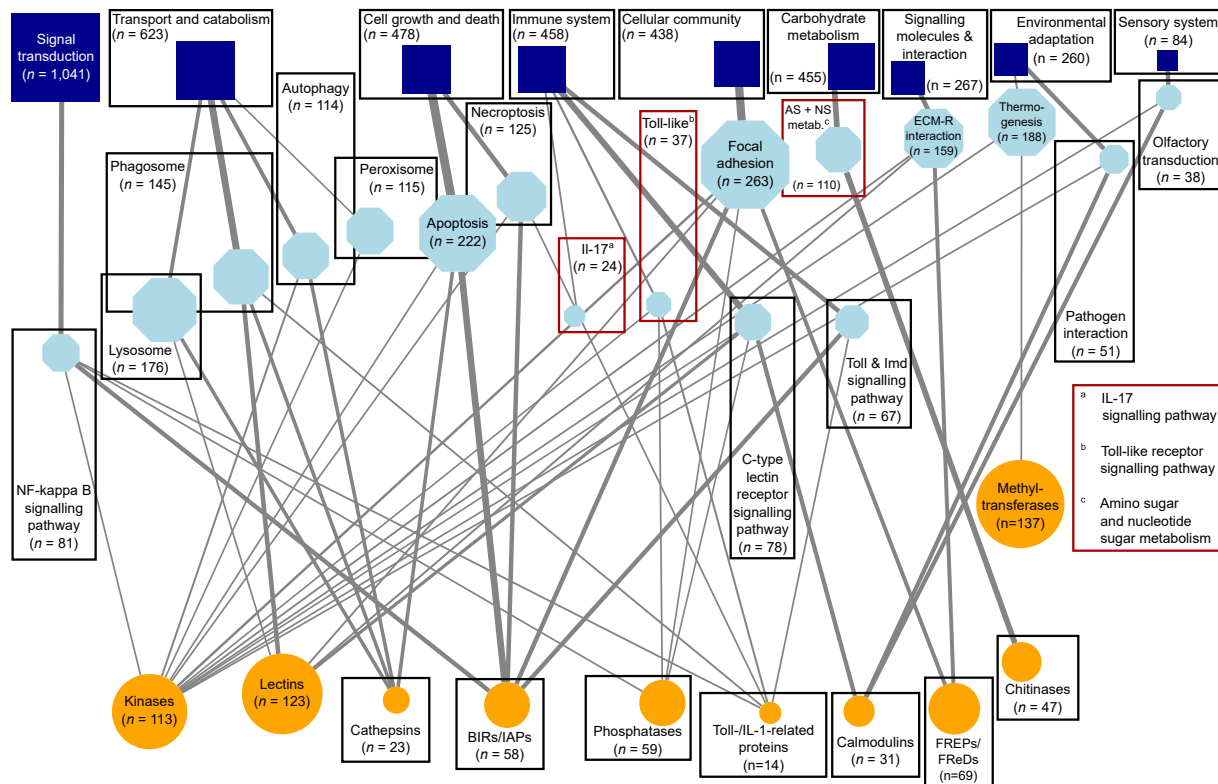 Signal
transduction
(n = 1,041)
Transport and catabolism
(n = 623)
Cell growth and death
(n = 478)
Immune system
(n = 458)
Cellular community
(n = 438)
Carbohydrate
metabolism
(n = 455)
Signalling
molecules &
interaction
(n = 267)
Environmental
adaptation
(n = 260)
Sensory system
(n = 84)
Autophagy
(n = 114)
Necroptosis
(n = 125)
Toll-likeᵇ
(n = 37)
AS + NS
metab.ᶜ
(n = 110)
ECM-R
interaction
(n = 159)
Thermo-
genesis
(n = 188)
Olfactory
transduction
(n = 38)
Phagosome
(n = 145)
Peroxisome
(n = 115)
Focal
adhesion
(n = 263)
Apoptosis
(n = 222)
Il-17ᵃ
(n = 24)
Lysosome
(n = 176)
Pathogen
interaction
(n = 51)
Toll & Imd
signalling
pathway
(n = 67)
C-type
lectin
receptor
signalling
pathway
(n = 78)
NF-kappa B
signalling
pathway
(n = 81)
Methyl-
transferases
(n=137)
ᵃ IL-17
signalling
pathway
ᵇ Toll-like receptor
signalling pathway
ᶜ Amino sugar
and nucleotide
sugar metabolism
Kinases
(n = 113)
Lectins
(n = 123)
Cathepsins
(n = 23)
BIRs/IAPs
(n = 58)
Phosphatases
(n = 59)
Toll-/IL-1-related
proteins
(n=14)
Calmodulins
(n = 31)
FREPs/
FReDs
(n=69)
Chitinases
(n = 47)